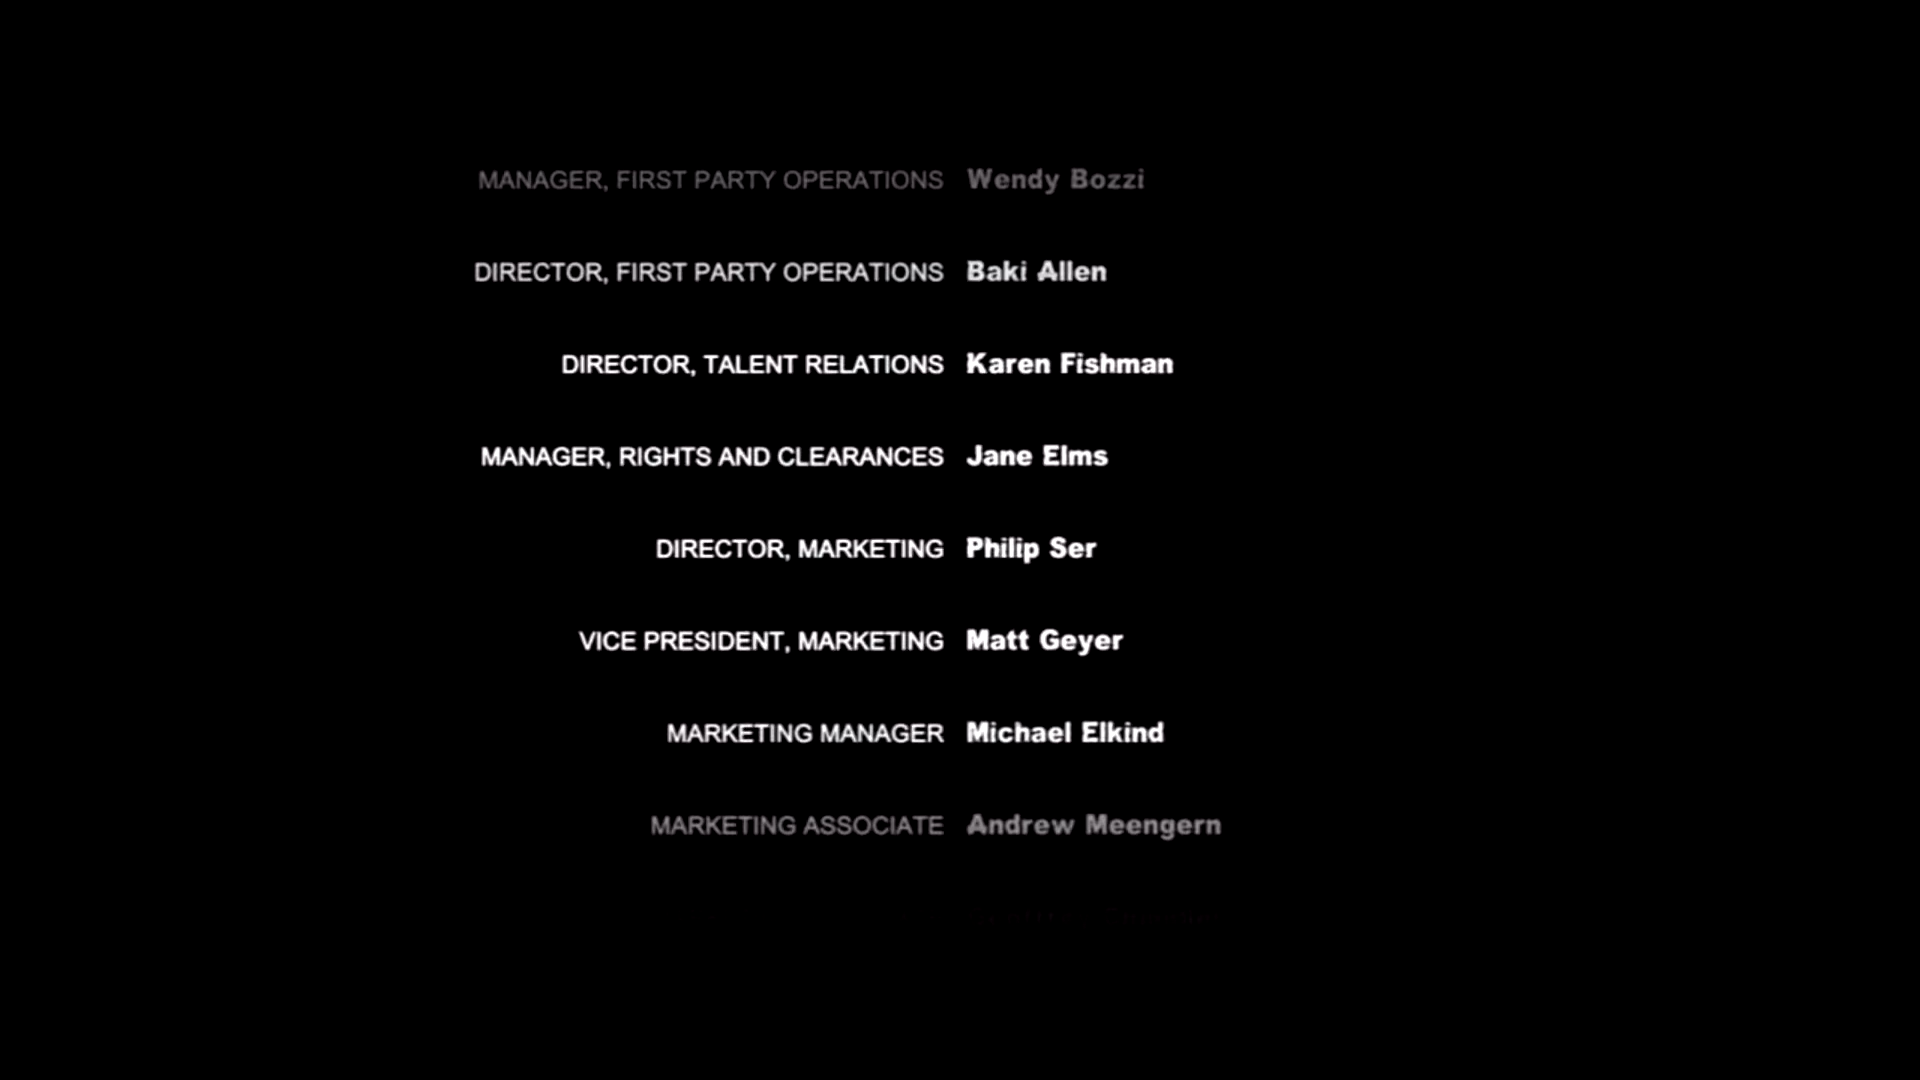 MANAGER, FIRST PARTY OPERATIONS Wendy Bozzi
DIRECTOR, FIRST PARTY OPERATIONS Baki Allen
DIRECTOR, TALENT RELATIONS Karen Fishman
MANAGER, RIGHTS AND CLEARANCES Jane Elms
DIRECTOR, MARKETING Philip Ser
VICE PRESIDENT, MARKETING Matt Geyer
MARKETING MANAGER Michael Elkind
MARKETING ASSOCIATE Andrew Meengern